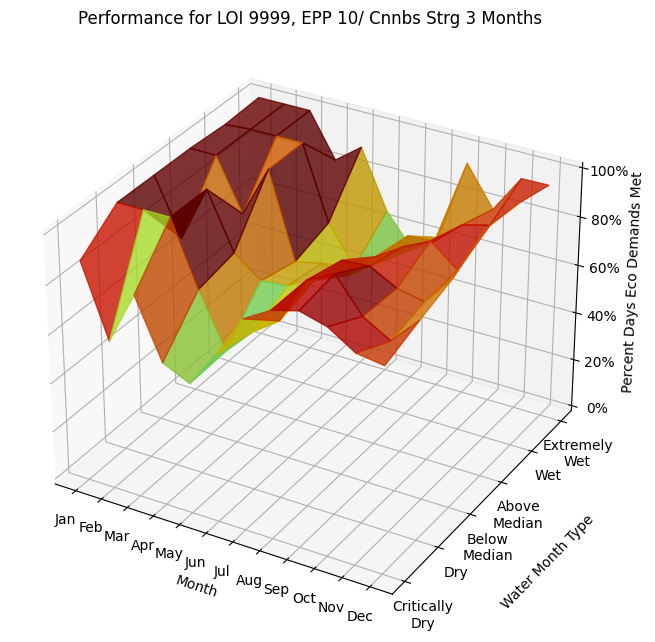 Performance for LOI 9999, EPP 10/ Cnnbs Strg 3 Months
100%
80%
60%
40%
20%
0%
Percent Days Eco Demands Met
Extremely
Wet
Wet
Above
Median
Below
Median
Dry
Critically
Dry
Water Month Type
Jan
Feb
Mar
Apr
May
Jun
Jul
Aug
Sep
Oct
Nov
Dec
Month